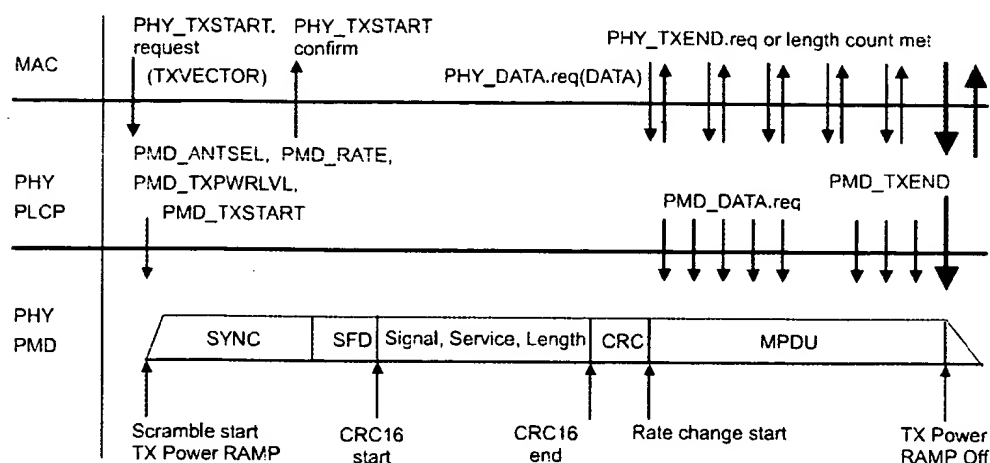 PHY_TXSTART. PHY_TXSTART
request confirm
PHY_TXEND.req or length count met
MAC
(TXVECTOR)
PHY_DATA.req(DATA)
PMD_ANTSEL, PMD_RATE,
PHY
PMD_TXPWRLVL,
PMD_TXEND
PLCP
PMD_TXSTART
PMD_DATA.req
PHY
PMD
SYNC SFD Signal, Service, Length CRC MPDU
Scramble start
TX Power RAMP
CRC16
start
CRC16
end
Rate change start
TX Power
RAMP Off